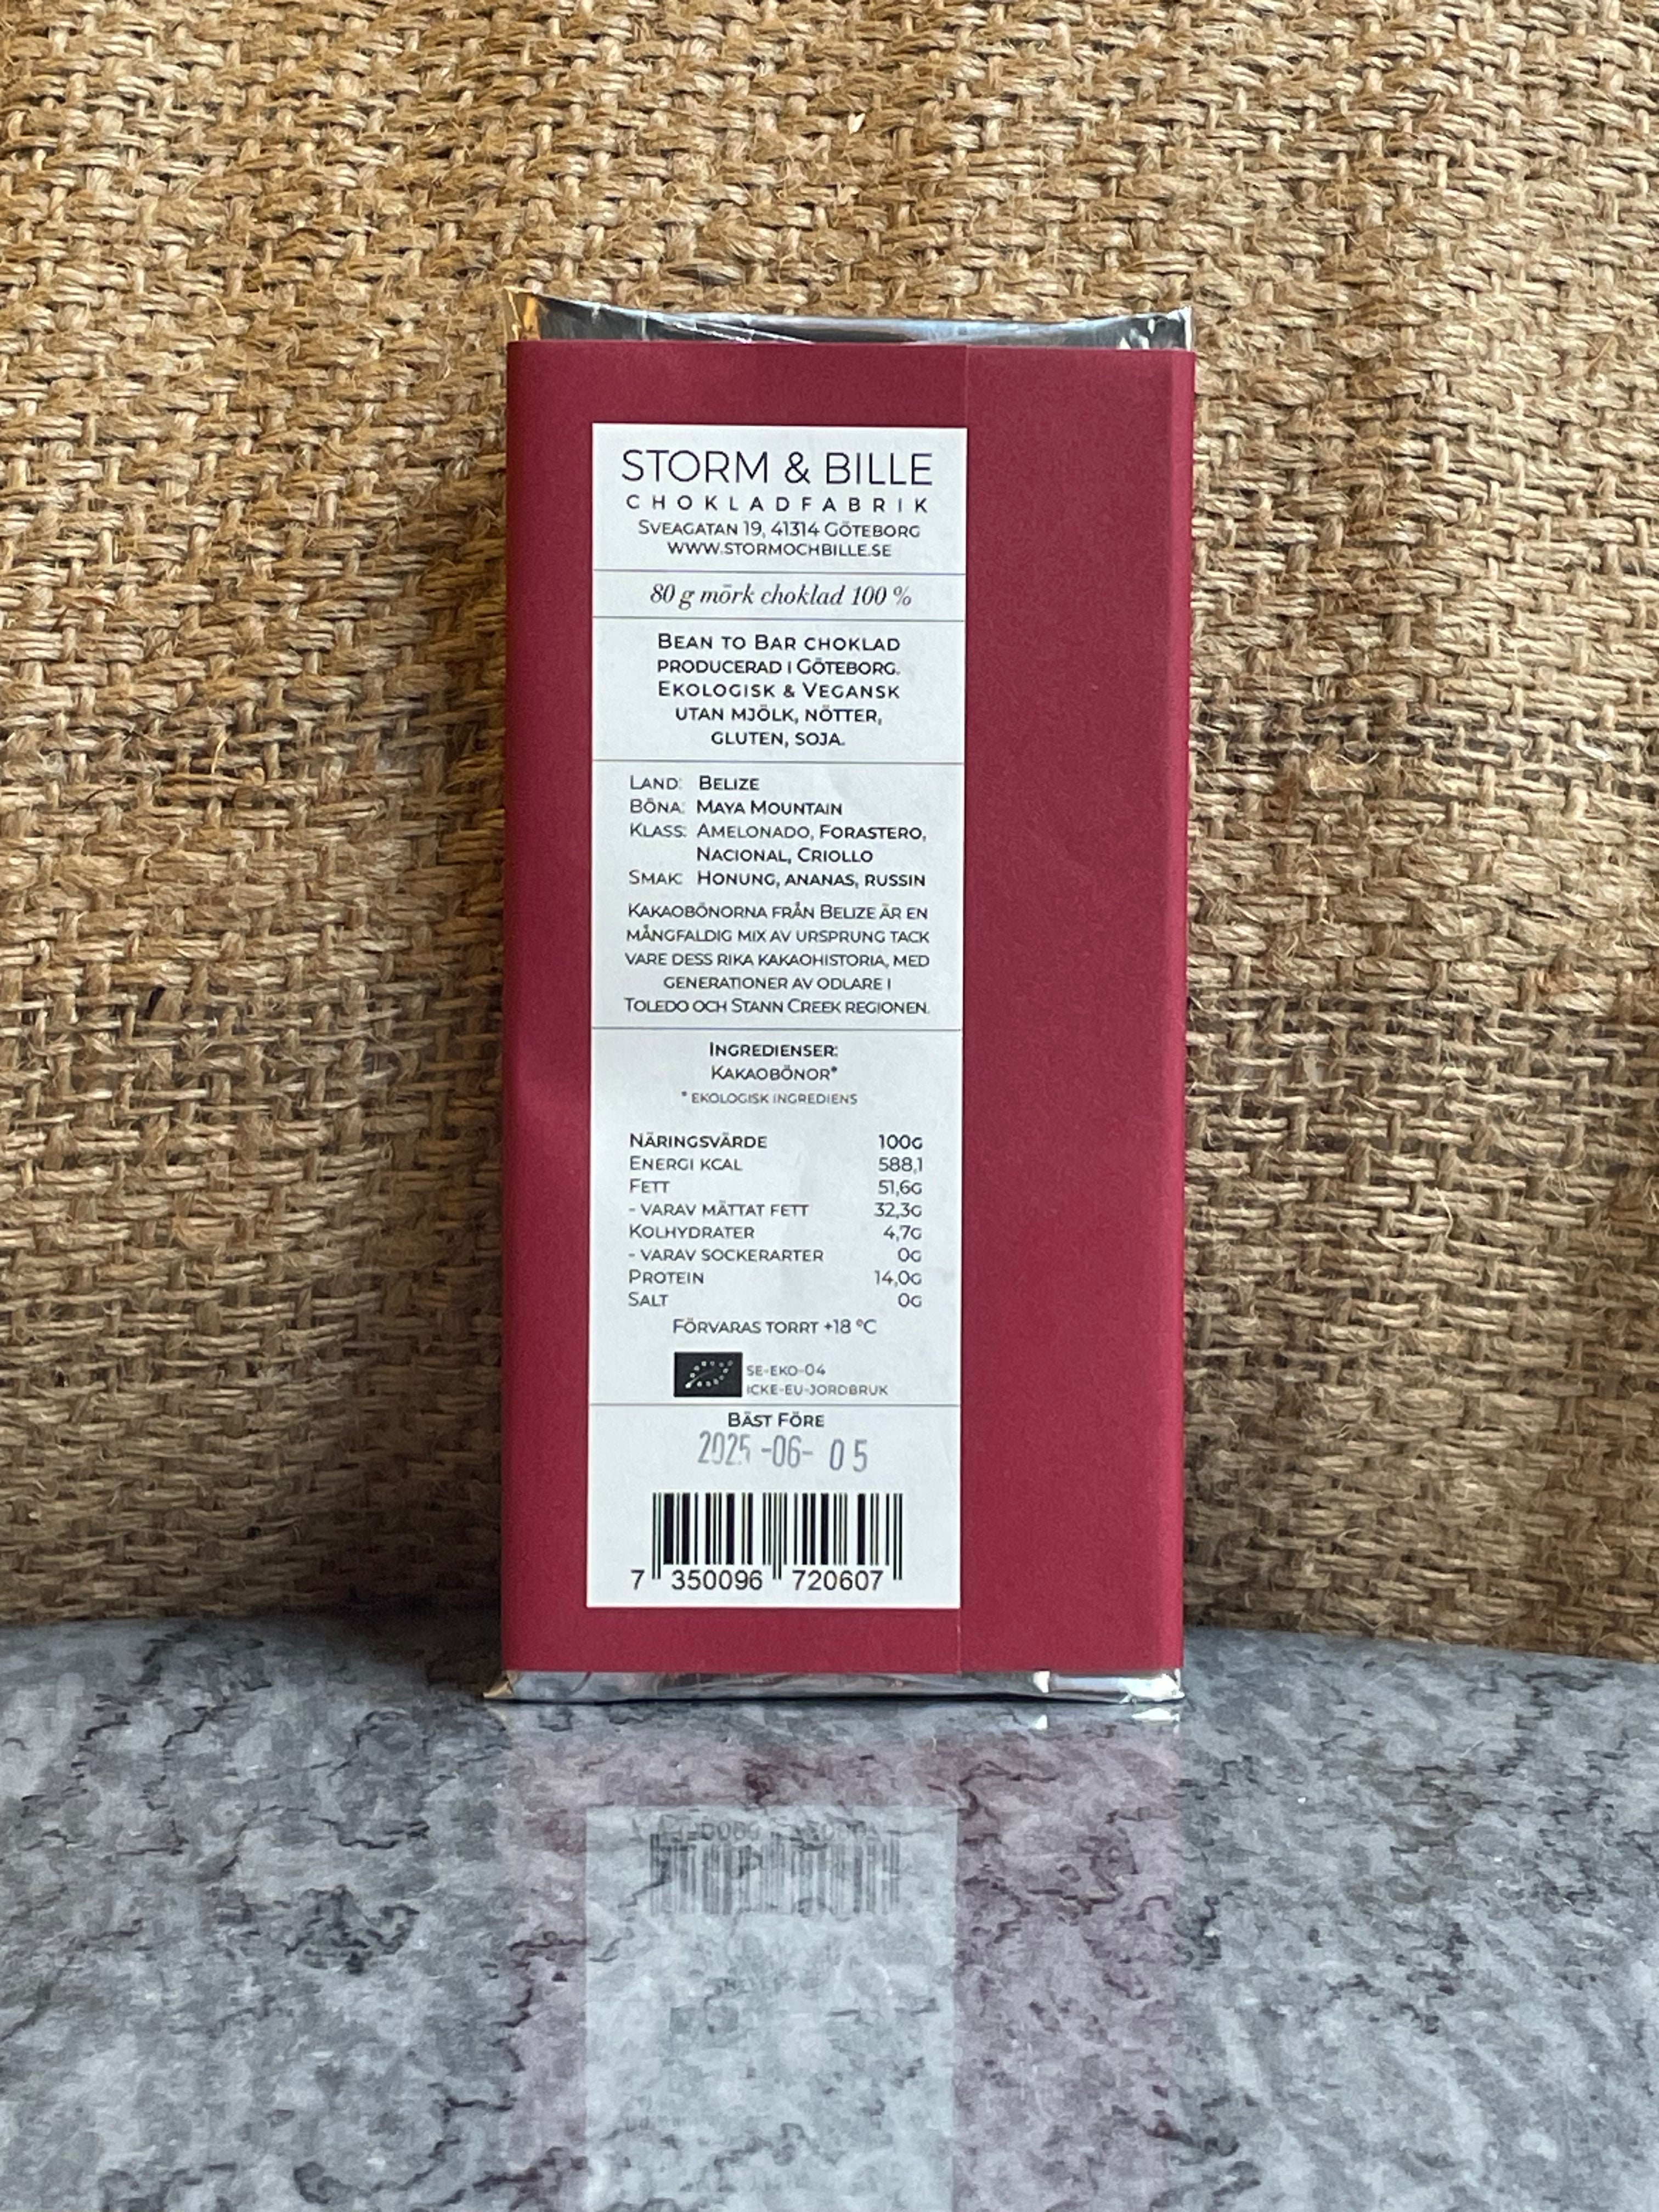 STORM & BILLE
CHOKLADFABRIK
SVEAGATAN 19, 41314 GÖTEBORG
WWW.STORMOCHBILLE.SE
80 g mörk choklad 100 %
BEAN TO BAR CHOKLAD
PRODUCERAD I GÖTEBORG.
EKOLOGISK & VEGANSK
UTAN MJÖLK, NÖTTER,
GLUTEN, SOJA.
LAND: BELIZE
BÖNA: MAYA MOUNTAIN
KLASS: AMELONADO, FORASTERO,
NACIONAL, CRIOLLO
SMAK: HONUNG, ANANAS, RUSSIN
KAKAOBÖNORNA FRÅN BELIZE ÄR EN
MÅNGFALDIG MIX AV URSPRUNG TACK
VARE DESS RIKA KAKAOHISTORIA, MED
GENERATIONER AV ODLARE I
TOLEDO OCH STANN CREEK REGIONEN.
INGREDIENSER:
KAKAOBÖNOR*
* EKOLOGISK INGREDIENS
NÄRINGSVÄRDE 100G
ENERGI KCAL 588,1
FETT 51,6G
- VARAV MÄTTAT FETT 32,3G
KOLHYDRATER 4,7G
- VARAV SOCKERARTER 0G
PROTEIN 14,0G
SALT 0G
FÖRVARAS TORRT +18 °C
SE-EKO-04
ICKE-EU-JORDBRUK
BÄST FÖRE
2025-06-05
7 350096 720607